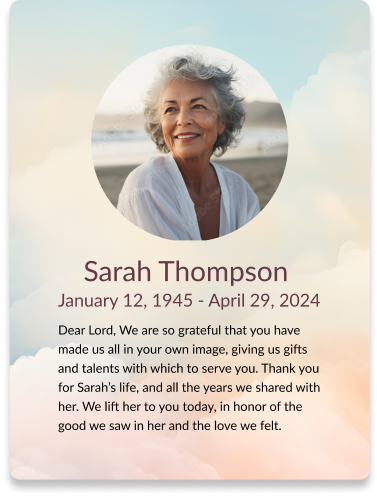 Sarah Thompson
January 12, 1945 - April 29, 2024
Dear Lord, We are so grateful that you have
made us all in your own image, giving us gifts
and talents with which to serve you. Thank you
for Sarah's life, and all the years we shared with
her. We lift her to you today, in honor of the
good we saw in her and the love we felt.